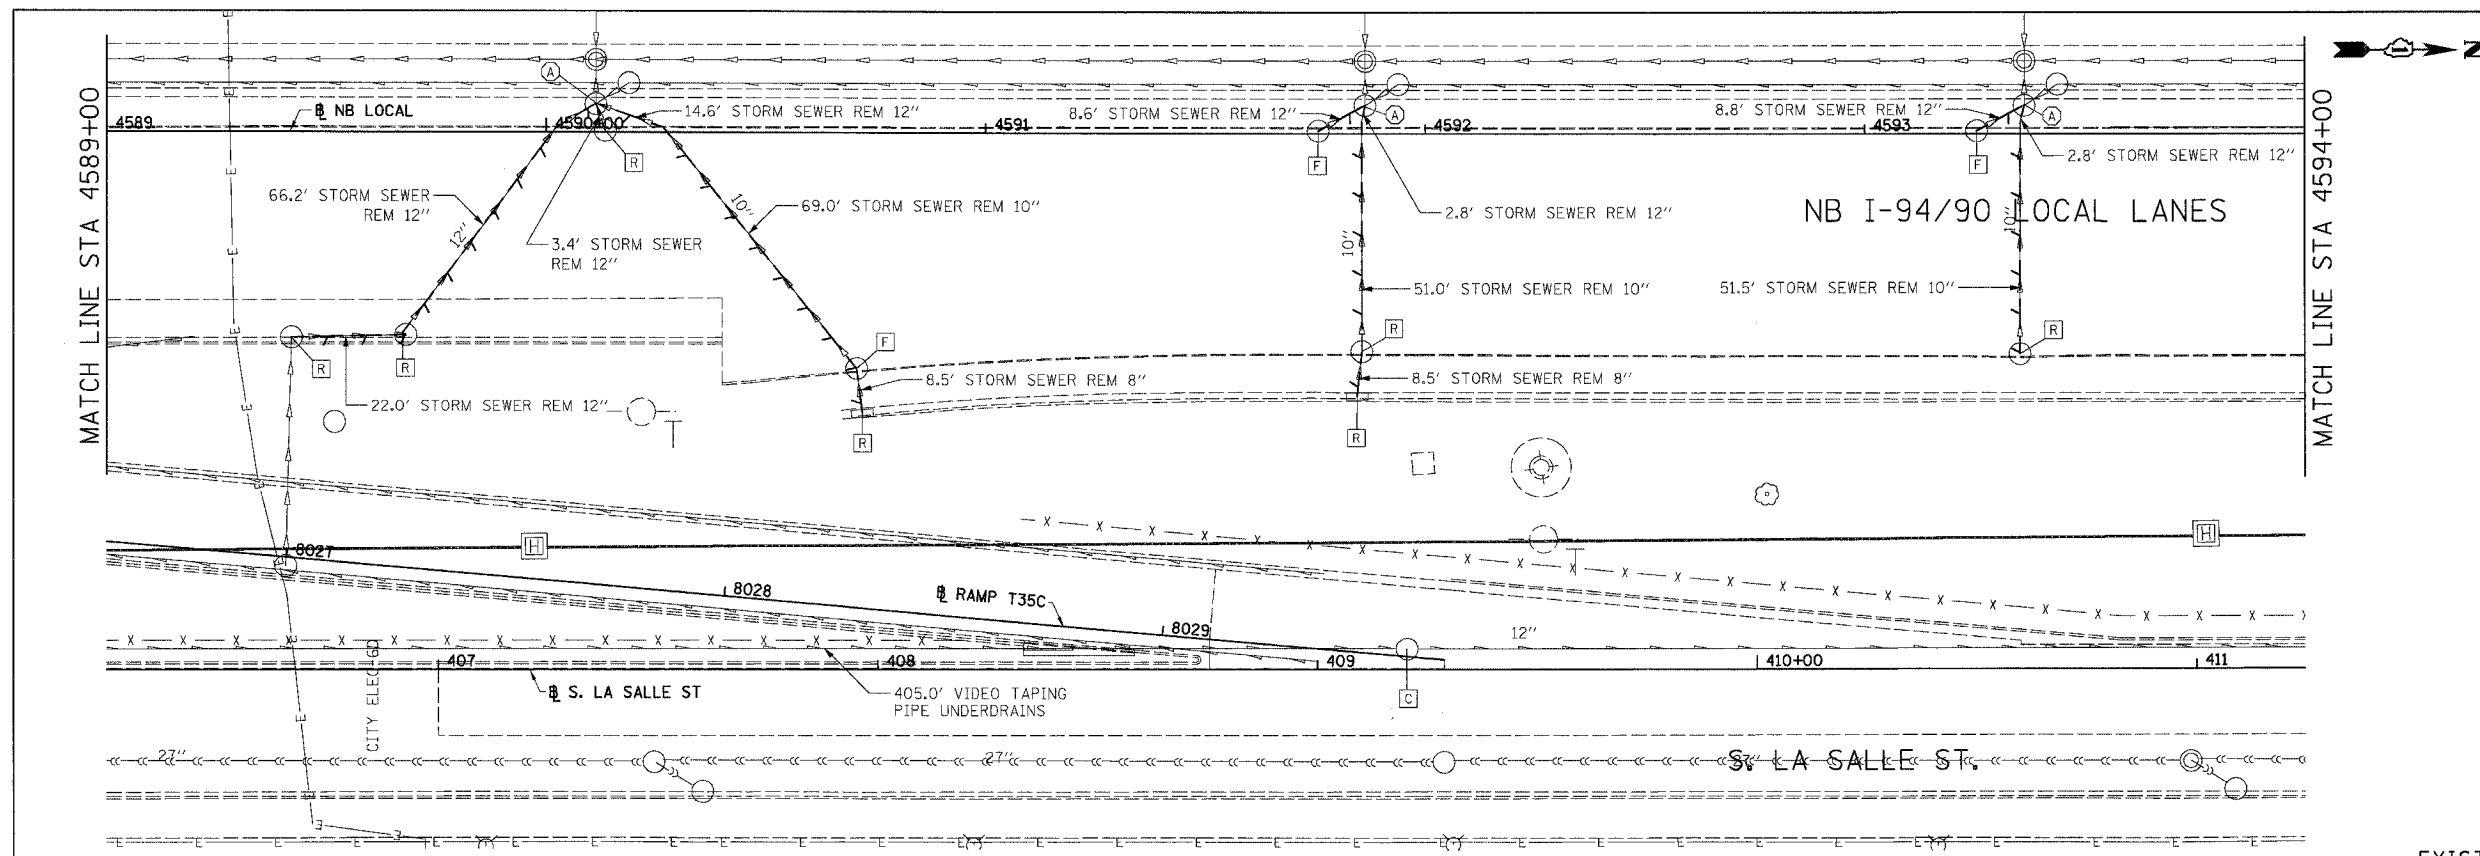 MATCH LINE STA 4589+00
MATCH LINE STA 4594+00
N
A
A
A
℄ NB LOCAL
4589
4590+00
4591
4592
4593
14.6' STORM SEWER REM 12"
8.6' STORM SEWER REM 12"
8.8' STORM SEWER REM 12"
R
F
F
2.8' STORM SEWER REM 12"
66.2' STORM SEWER
REM 12"
12"
10"
69.0' STORM SEWER REM 10"
2.8' STORM SEWER REM 12"
NB I-94/90 LOCAL LANES
3.4' STORM SEWER
REM 12"
10"
10"
51.0' STORM SEWER REM 10"
51.5' STORM SEWER REM 10"
R
R
F
R
R
8.5' STORM SEWER REM 8"
8.5' STORM SEWER REM 8"
22.0' STORM SEWER REM 12"
R
R
H
H
8027
8028
8029
℄ RAMP T35C
12"
407
408
409
410+00
411
℄ S. LA SALLE ST
405.0' VIDEO TAPING
PIPE UNDERDRAINS
C
CITY ELEC-6D
27"
27"
27"
S. LA SALLE ST.